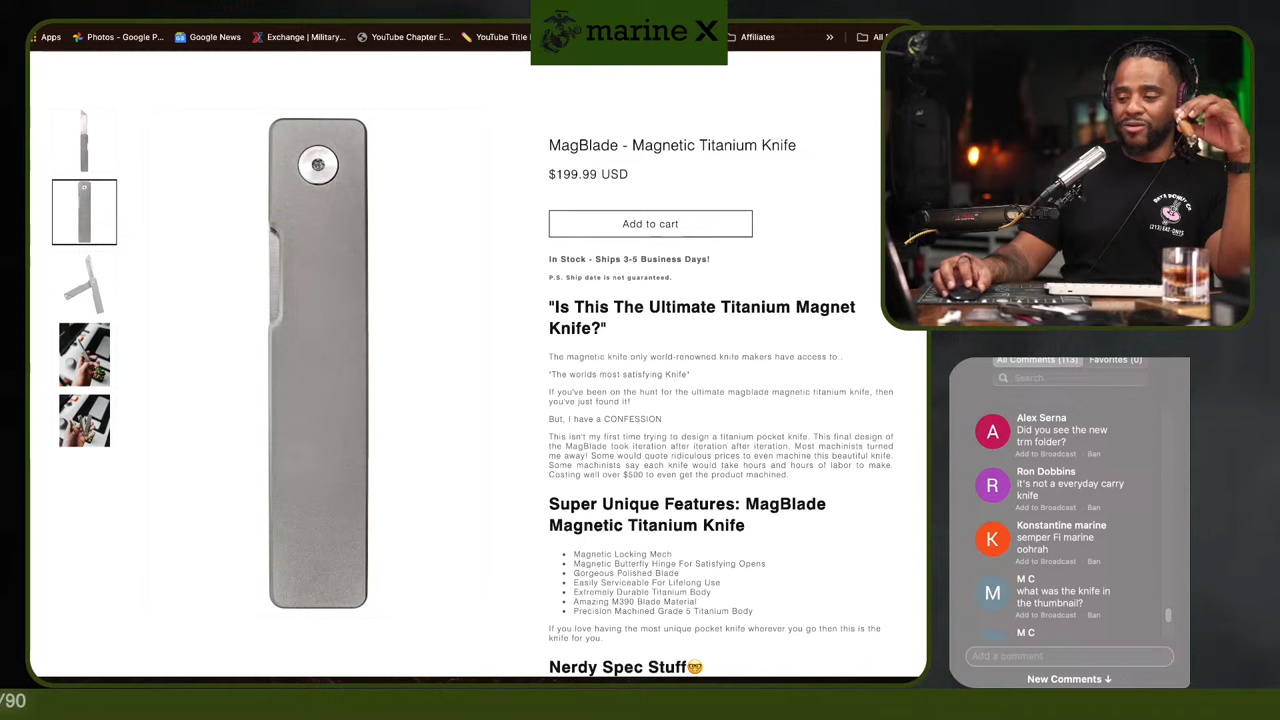 marine X
Apps
Photos - Google P...
Google News
Exchange | Military...
YouTube Chapter E...
YouTube Title
Affiliates
»
All
MagBlade - Magnetic Titanium Knife
$199.99 USD
Add to cart
In Stock - Ships 3-5 Business Days!
P.S. Ship date is not guaranteed.
"Is This The Ultimate Titanium Magnet
Knife?"
The magnetic knife only world-renowned knife makers have access to..
"The worlds most satisfying Knife"
If you've been on the hunt for the ultimate magblade magnetic titanium knife, then
you've just found it!
But, I have a CONFESSION
This isn't my first time trying to design a titanium pocket knife. This final design of
the MagBlade took iteration after iteration after iteration. Most machinists turned
me away! Some would quote ridiculous prices to even machine this beautiful knife.
Some machinists say each knife would take hours and hours of labor to make.
Costing well over $500 to even get the product machined.
Super Unique Features: MagBlade
Magnetic Titanium Knife
• Magnetic Locking Mech
• Magnetic Butterfly Hinge For Satisfying Opens
• Gorgeous Polished Blade
• Easily Serviceable For Lifelong Use
• Extremely Durable Titanium Body
• Amazing M390 Blade Material
• Precision Machined Grade 5 Titanium Body
If you love having the most unique pocket knife wherever you go then this is the
knife for you.
Nerdy Spec Stuff🤓
/90
(213) EAT-DNTS
All Comments (113)
Favorites (0)
Search
A
Alex Serna
Did you see the new
trm folder?
Add to Broadcast · Ban
R
Ron Dobbins
it's not a everyday carry
knife
Add to Broadcast · Ban
K
Konstantine marine
semper Fi marine
oohrah
Add to Broadcast · Ban
M
M C
what was the knife in
the thumbnail?
Add to Broadcast · Ban
M C
Add a comment
New Comments ↓